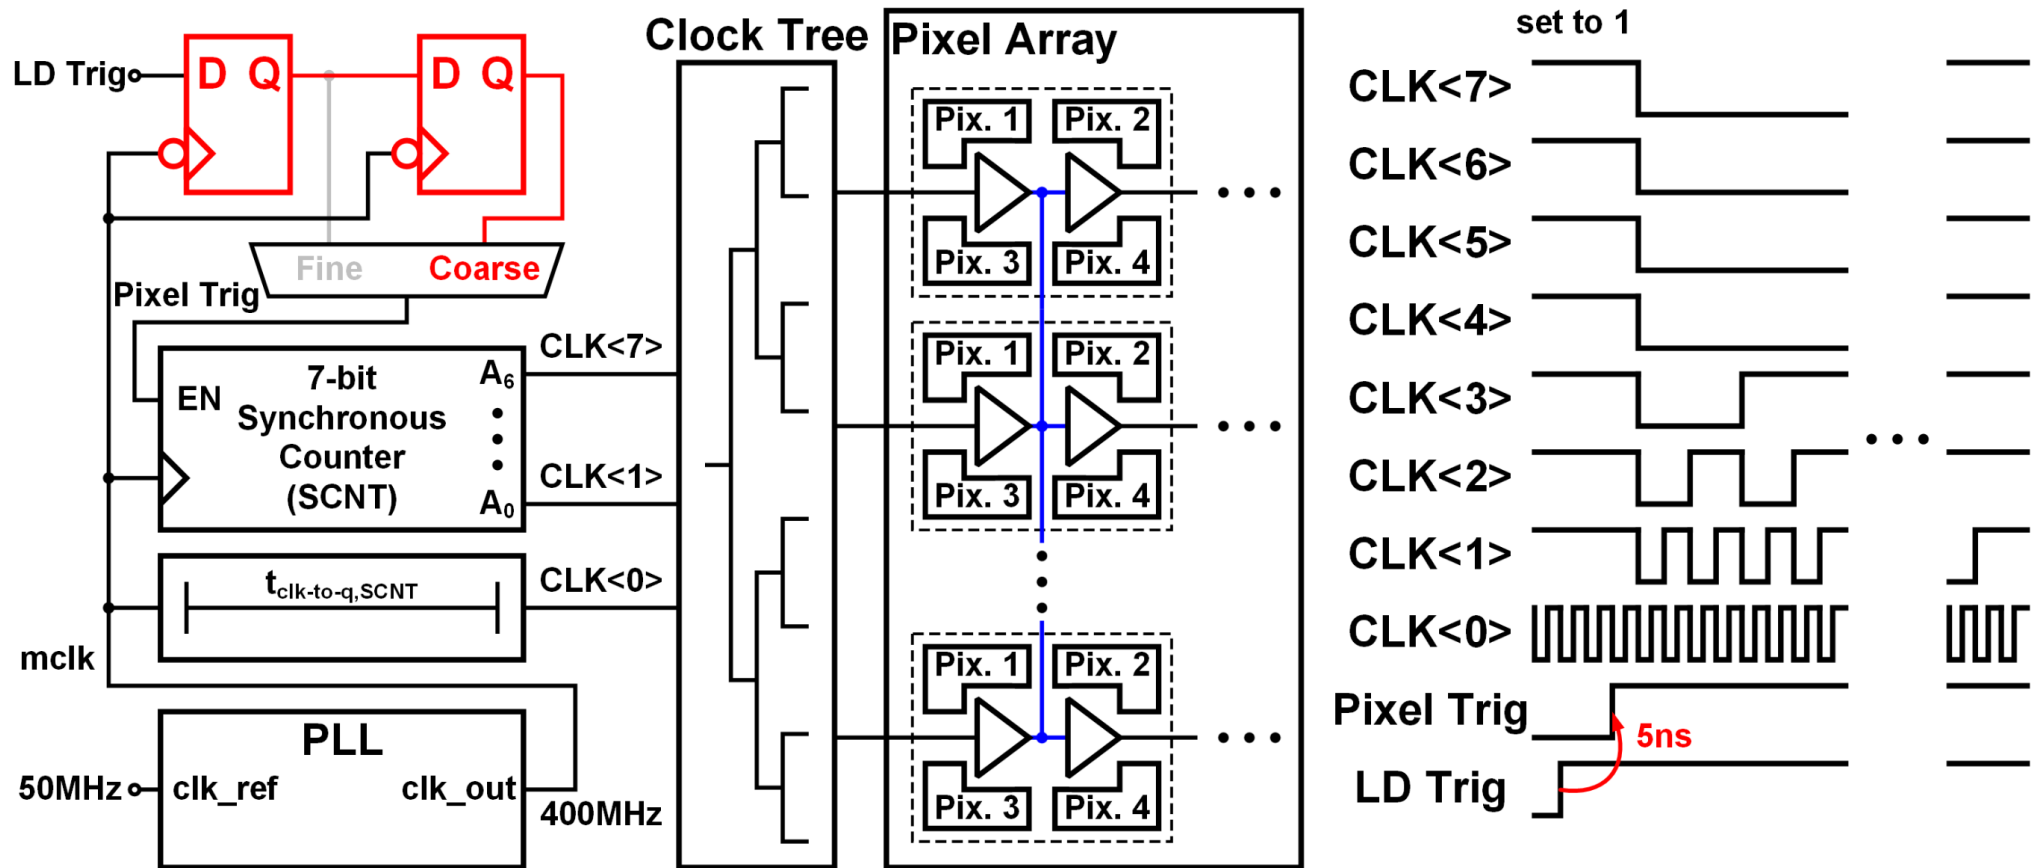 LD Trig
D Q
D Q
Fine
Coarse
Pixel Trig
EN
7-bit
Synchronous
Counter
(SCNT)
A6
A0
CLK<7>
CLK<1>
tclk-to-q,SCNT
CLK<0>
mclk
PLL
50MHz
clk_ref
clk_out
400MHz
Clock Tree
Pixel Array
Pix. 1
Pix. 2
Pix. 3
Pix. 4
Pix. 1
Pix. 2
Pix. 3
Pix. 4
Pix. 1
Pix. 2
Pix. 3
Pix. 4
set to 1
CLK<7>
CLK<6>
CLK<5>
CLK<4>
CLK<3>
CLK<2>
CLK<1>
CLK<0>
Pixel Trig
5ns
LD Trig